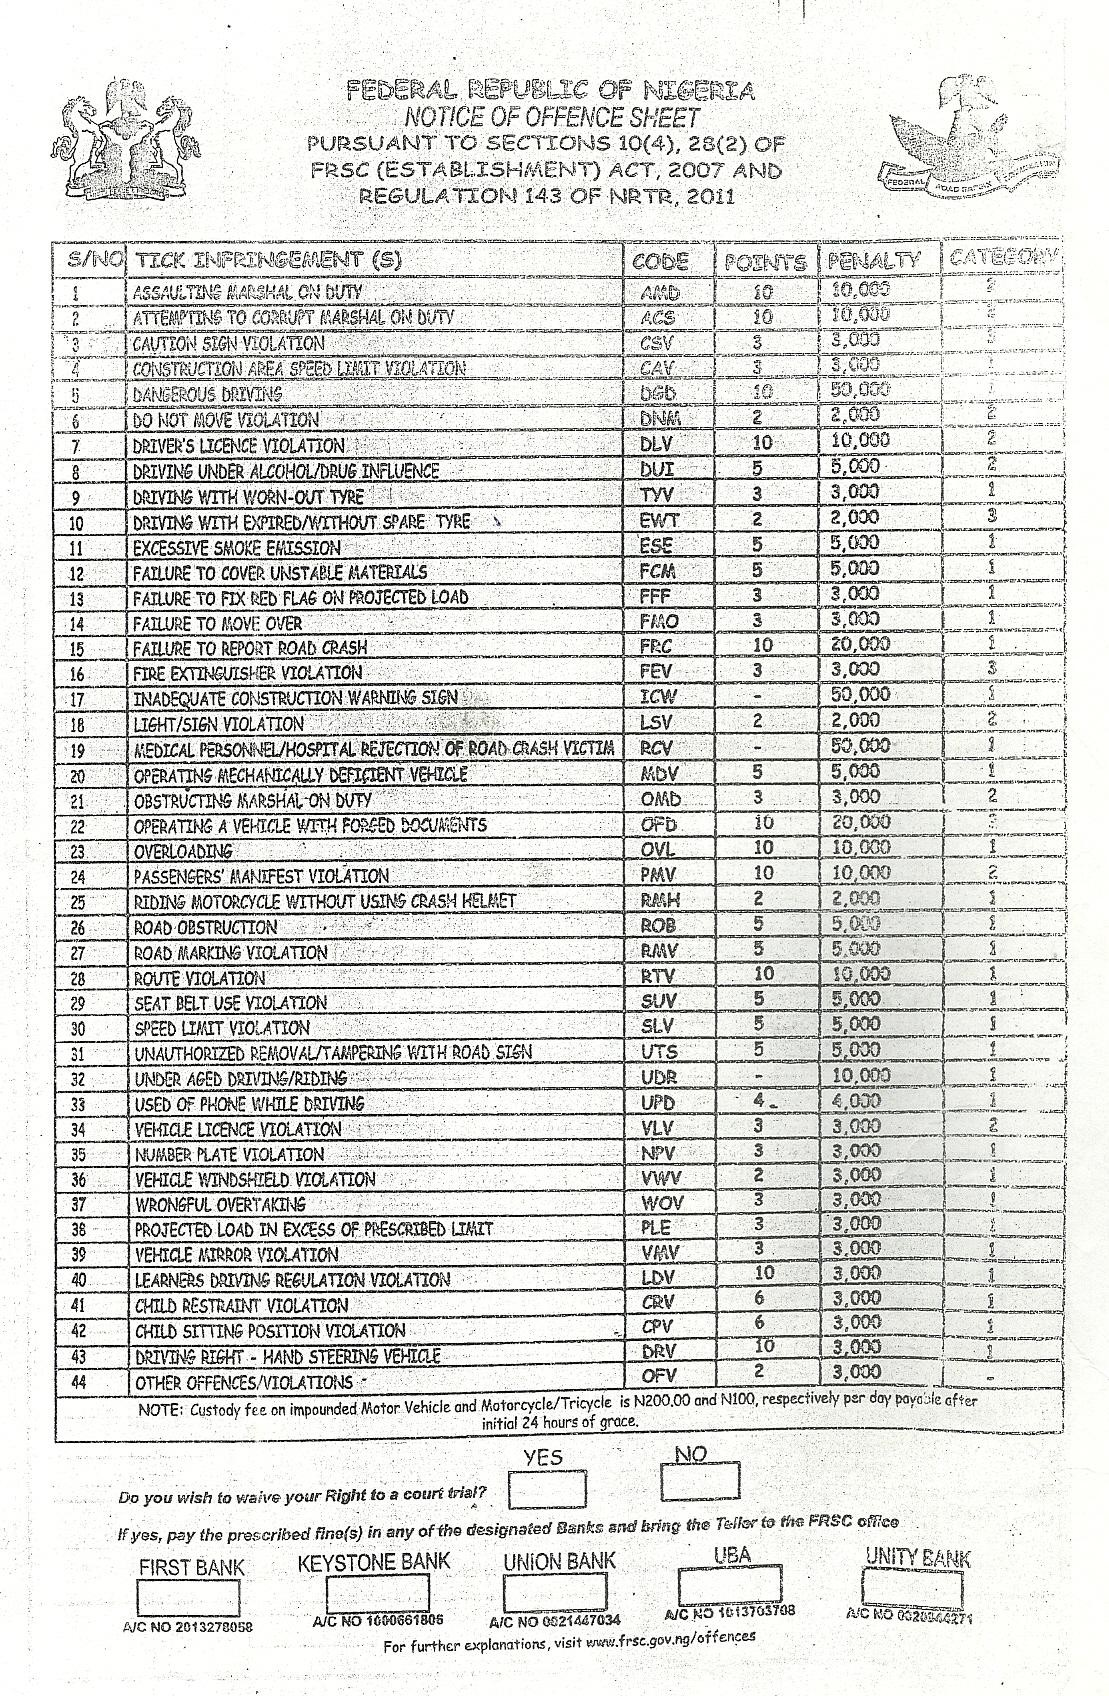 FEDERAL REPUBLIC OF NIGERIA
NOTICE OF OFFENCE SHEET
PURSUANT TO SECTIONS 10(4), 28(2) OF
FRSC (ESTABLISHMENT) ACT, 2007 AND
REGULATION 143 OF NRTR, 2011
FEDERAL ROAD SAFETY
S/NO TICK INFRINGEMENT (S) CODE POINTS PENALTY CATEGORY
1 ASSAULTING MARSHAL ON DUTY AMD 10 10,000
2 ATTEMPTING TO CORRUPT MARSHAL ON DUTY ACS 10 10,000
3 CAUTION SIGN VIOLATION CSV 3 3,000
4 CONSTRUCTION AREA SPEED LIMIT VIOLATION CAV 3 3,000
5 DANGEROUS DRIVING DGD 10 50,000
6 DO NOT MOVE VIOLATION DNM 2 2,000 2
7 DRIVER'S LICENCE VIOLATION DLV 10 10,000 2
8 DRIVING UNDER ALCOHOL/DRUG INFLUENCE DUI 5 5,000 2
9 DRIVING WITH WORN-OUT TYRE TYV 3 3,000 1
10 DRIVING WITH EXPIRED/WITHOUT SPARE TYRE EWT 2 2,000 3
11 EXCESSIVE SMOKE EMISSION ESE 5 5,000 1
12 FAILURE TO COVER UNSTABLE MATERIALS FCM 5 5,000 1
13 FAILURE TO FIX RED FLAG ON PROJECTED LOAD FFF 3 3,000 1
14 FAILURE TO MOVE OVER FMO 3 3,000 1
15 FAILURE TO REPORT ROAD CRASH FRC 10 20,000 1
16 FIRE EXTINGUISHER VIOLATION FEV 3 3,000 3
17 INADEQUATE CONSTRUCTION WARNING SIGN ICW - 50,000 1
18 LIGHT/SIGN VIOLATION LSV 2 2,000 2
19 MEDICAL PERSONNEL/HOSPITAL REJECTION OF ROAD CRASH VICTIM RCV - 50,000 1
20 OPERATING MECHANICALLY DEFICIENT VEHICLE MDV 5 5,000 1
21 OBSTRUCTING MARSHAL ON DUTY OMD 3 3,000 2
22 OPERATING A VEHICLE WITH FORGED DOCUMENTS OFD 10 20,000
23 OVERLOADING OVL 10 10,000 1
24 PASSENGERS' MANIFEST VIOLATION PMV 10 10,000 2
25 RIDING MOTORCYCLE WITHOUT USING CRASH HELMET RMH 2 2,000 1
26 ROAD OBSTRUCTION ROB 5 5,000 1
27 ROAD MARKING VIOLATION RMV 5 5,000 1
28 ROUTE VIOLATION RTV 10 10,000 1
29 SEAT BELT USE VIOLATION SUV 5 5,000 1
30 SPEED LIMIT VIOLATION SLV 5 5,000 1
31 UNAUTHORIZED REMOVAL/TAMPERING WITH ROAD SIGN UTS 5 5,000 1
32 UNDER AGED DRIVING/RIDING UDR - 10,000 1
33 USED OF PHONE WHILE DRIVING UPD 4 4,000 1
34 VEHICLE LICENCE VIOLATION VLV 3 3,000 2
35 NUMBER PLATE VIOLATION NPV 3 3,000 1
36 VEHICLE WINDSHIELD VIOLATION VWV 2 3,000 1
37 WRONGFUL OVERTAKING WOV 3 3,000 1
38 PROJECTED LOAD IN EXCESS OF PRESCRIBED LIMIT PLE 3 3,000 1
39 VEHICLE MIRROR VIOLATION VMV 3 3,000 1
40 LEARNERS DRIVING REGULATION VIOLATION LDV 10 3,000 1
41 CHILD RESTRAINT VIOLATION CRV 6 3,000 1
42 CHILD SITTING POSITION VIOLATION CPV 6 3,000 1
43 DRIVING RIGHT - HAND STEERING VEHICLE DRV 10 3,000 1
44 OTHER OFFENCES/VIOLATIONS - OFV 2 3,000 -
NOTE: Custody fee on impounded Motor Vehicle and Motorcycle/Tricycle is N200.00 and N100, respectively per day payable after
initial 24 hours of grace.
YES NO
Do you wish to waive your Right to a court trial?
If yes, pay the prescribed fine(s) in any of the designated Banks and bring the Teller to the FRSC office
FIRST BANK KEYSTONE BANK UNION BANK UBA UNITY BANK
A/C NO 2013278058 A/C NO 1006661806 A/C NO 0021447034 A/C NO 1013703708 A/C NO
For further explanations, visit www.frsc.gov.ng/offences